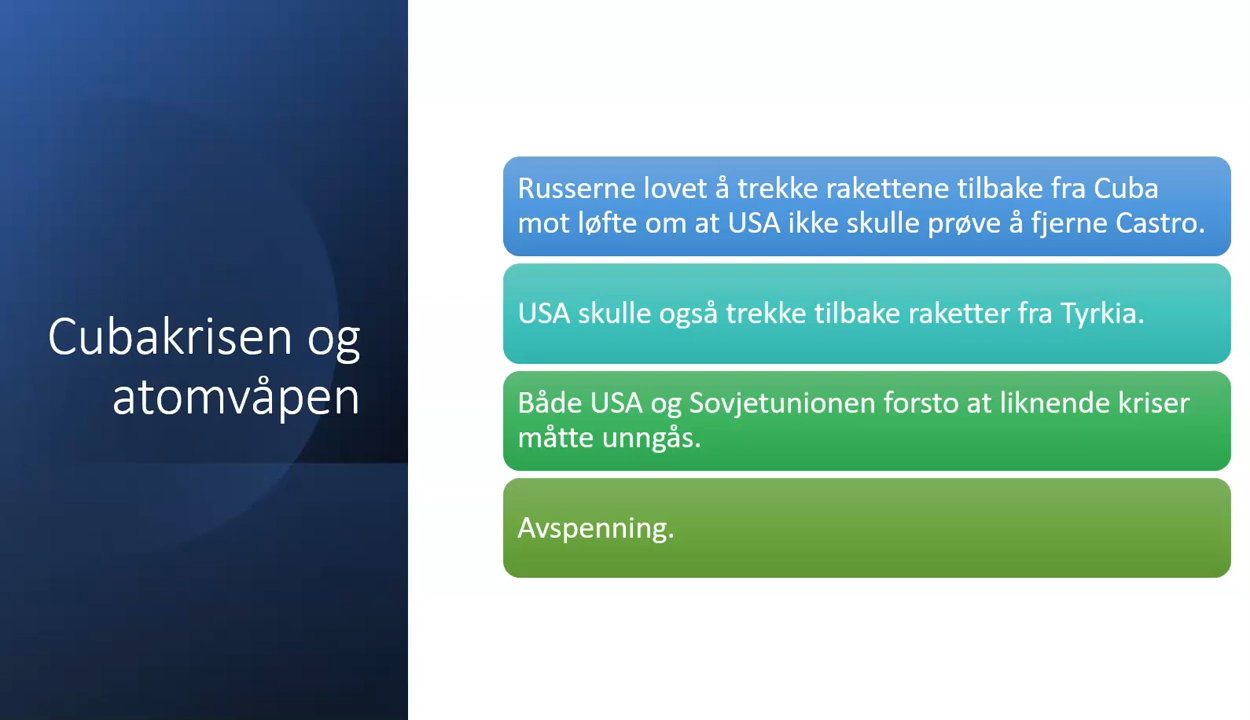 Cubakrisen og
atomvåpen
Russerne lovet å trekke rakettene tilbake fra Cuba
mot løfte om at USA ikke skulle prøve å fjerne Castro.
USA skulle også trekke tilbake raketter fra Tyrkia.
Både USA og Sovjetunionen forsto at liknende kriser
måtte unngås.
Avspenning.